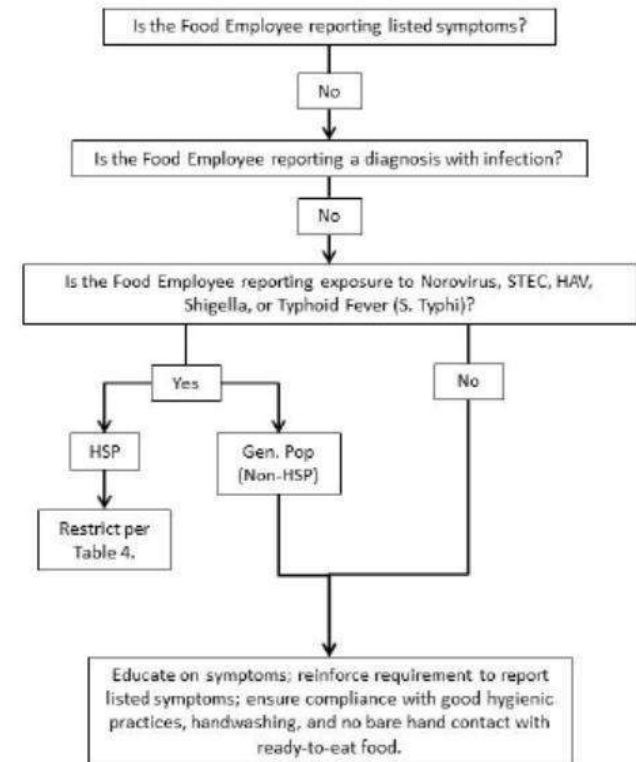 Is the Food Employee reporting listed symptoms?
No
Is the Food Employee reporting a diagnosis with infection?
No
Is the Food Employee reporting exposure to Norovirus, STEC, HAV,
Shigella, or Typhoid Fever (S. Typhi)?
Yes
No
HSP
Gen. Pop
(Non-HSP)
Restrict per
Table 4.
Educate on symptoms; reinforce requirement to report
listed symptoms; ensure compliance with good hygienic
practices, handwashing, and no bare hand contact with
ready-to-eat food.